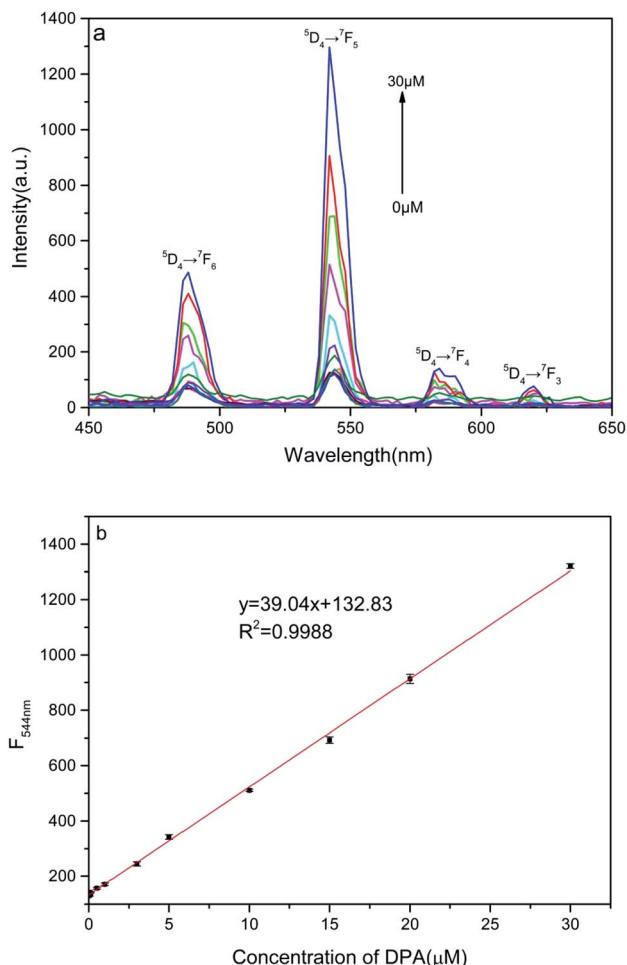 a
⁵D₄→⁷F₅
30μM
0μM
⁵D₄→⁷F₆
⁵D₄→⁷F₄
⁵D₄→⁷F₃
1400
1200
1000
800
600
400
200
0
Intensity(a.u.)
450 500 550 600 650
Wavelength(nm)
b
y=39.04x+132.83
R²=0.9988
1400
1200
1000
800
600
400
200
F₅₄₄ₙₘ
0 5 10 15 20 25 30
Concentration of DPA(μM)